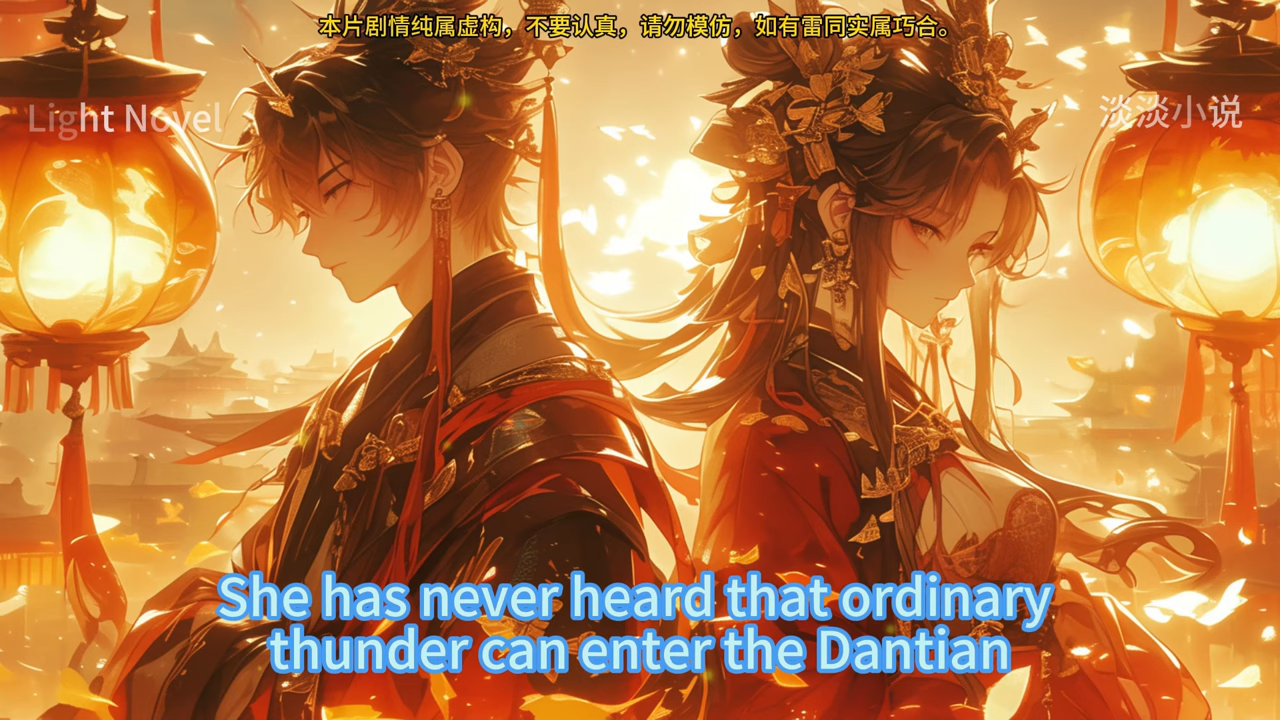 本片剧情纯属虚构，不要认真，请勿模仿，如有雷同实属巧合。
Light Novel
淡淡小说
She has never heard that ordinary
thunder can enter the Dantian